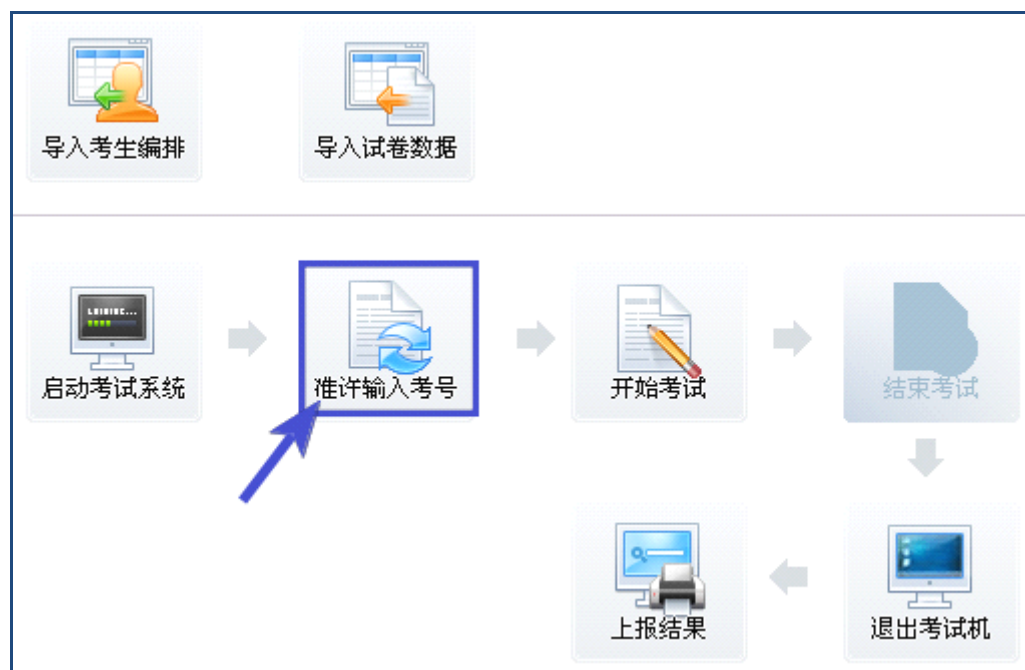 导入考生编排
导入试卷数据
启动考试系统
准许输入考号
开始考试
结束考试
上报结果
退出考试机